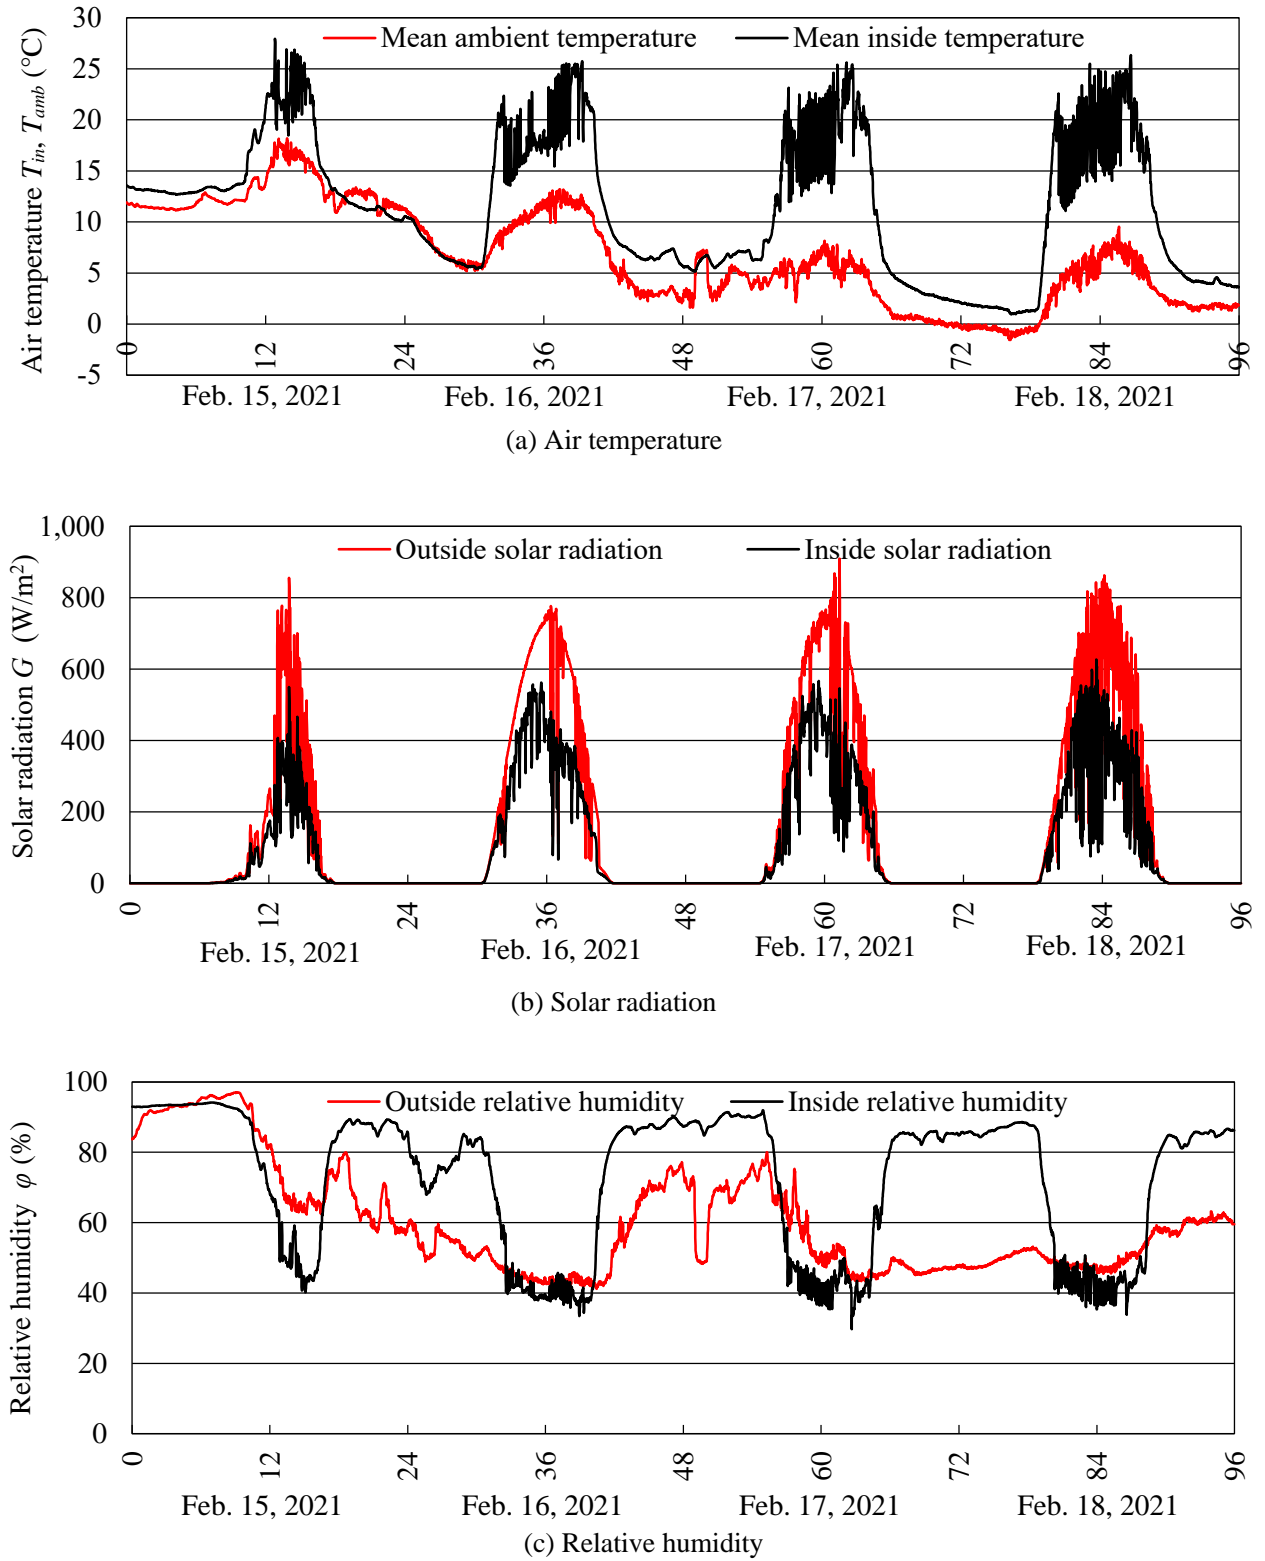 Air temperature T_in, T_amb (°C)
Mean ambient temperature
Mean inside temperature
30
25
20
15
10
5
0
-5
0 12 24 36 48 60 72 84 96
Feb. 15, 2021 Feb. 16, 2021 Feb. 17, 2021 Feb. 18, 2021
(a) Air temperature
Solar radiation G (W/m²)
Outside solar radiation
Inside solar radiation
1,000
800
600
400
200
0
0 12 24 36 48 60 72 84 96
Feb. 15, 2021 Feb. 16, 2021 Feb. 17, 2021 Feb. 18, 2021
(b) Solar radiation
Relative humidity φ (%)
Outside relative humidity
Inside relative humidity
100
80
60
40
20
0
0 12 24 36 48 60 72 84 96
Feb. 15, 2021 Feb. 16, 2021 Feb. 17, 2021 Feb. 18, 2021
(c) Relative humidity